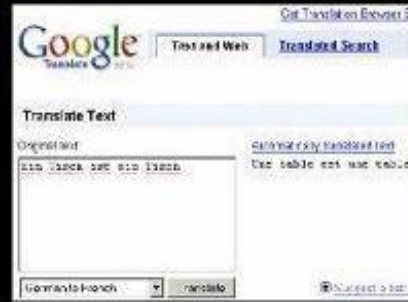 Get Translation Browser
Google
Translate BETA
Text and Web
Translated Search
Translate Text
Original text
Automatically translated text
Ein Tisch ist ein Tisch
Une table est une table
German to French
Translate
Suggest a